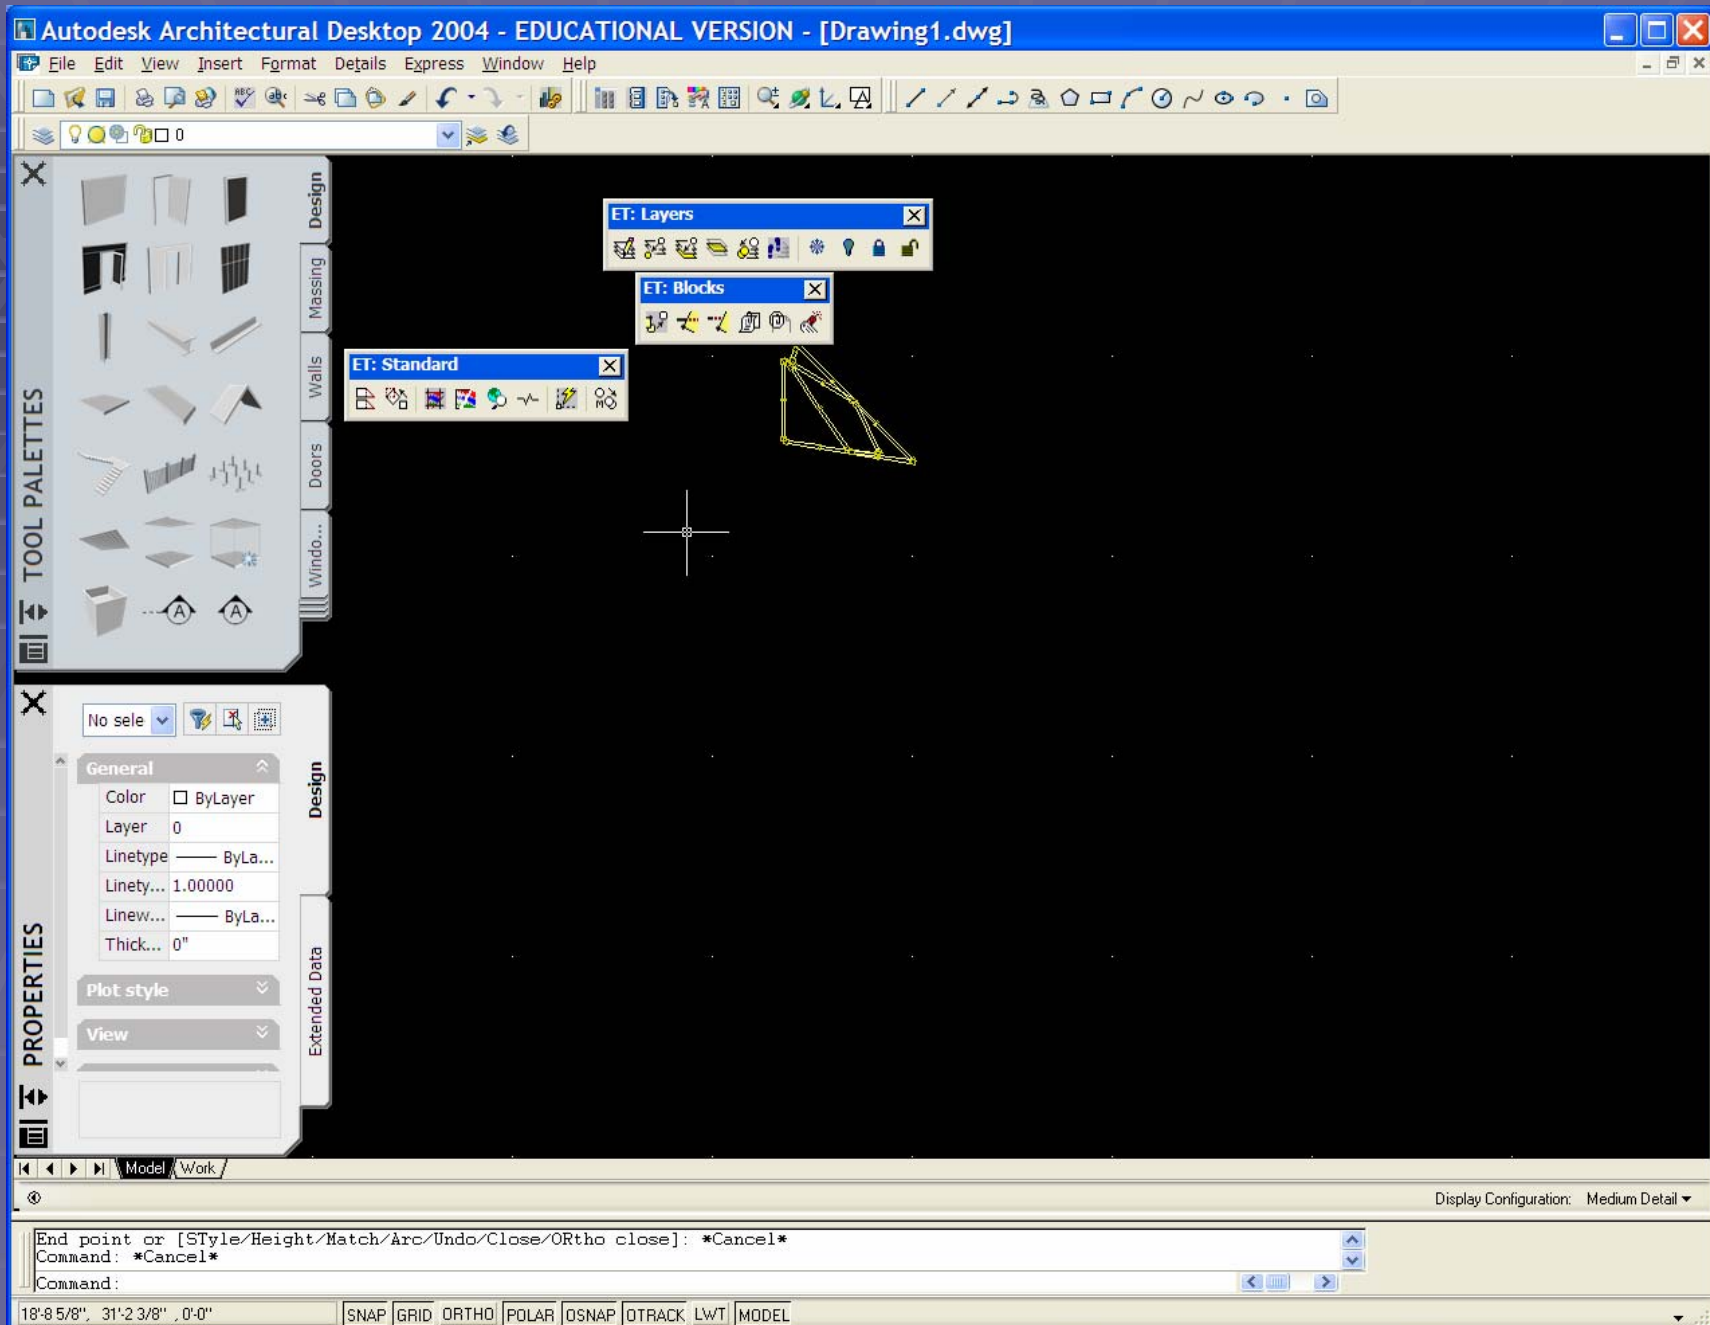 Autodesk Architectural Desktop 2004 - EDUCATIONAL VERSION - [Drawing1.dwg]
File Edit View Insert Format Details Express Window Help
0
TOOL PALETTES
Design
Massing
Walls
Doors
Windo...
A
A
ET: Layers
ET: Blocks
ET: Standard
PROPERTIES
No sele
General
Color ByLayer
Layer 0
Linetype ByLa...
Linety... 1.00000
Linew... ByLa...
Thick... 0"
Plot style
View
Design
Extended Data
Model Work
Display Configuration: Medium Detail
End point or [STyle/Height/Match/Arc/Undo/Close/ORtho close]: *Cancel*
Command: *Cancel*
Command:
18'-8 5/8", 31'-2 3/8" , 0'-0" SNAP GRID ORTHO POLAR OSNAP OTRACK LWT MODEL